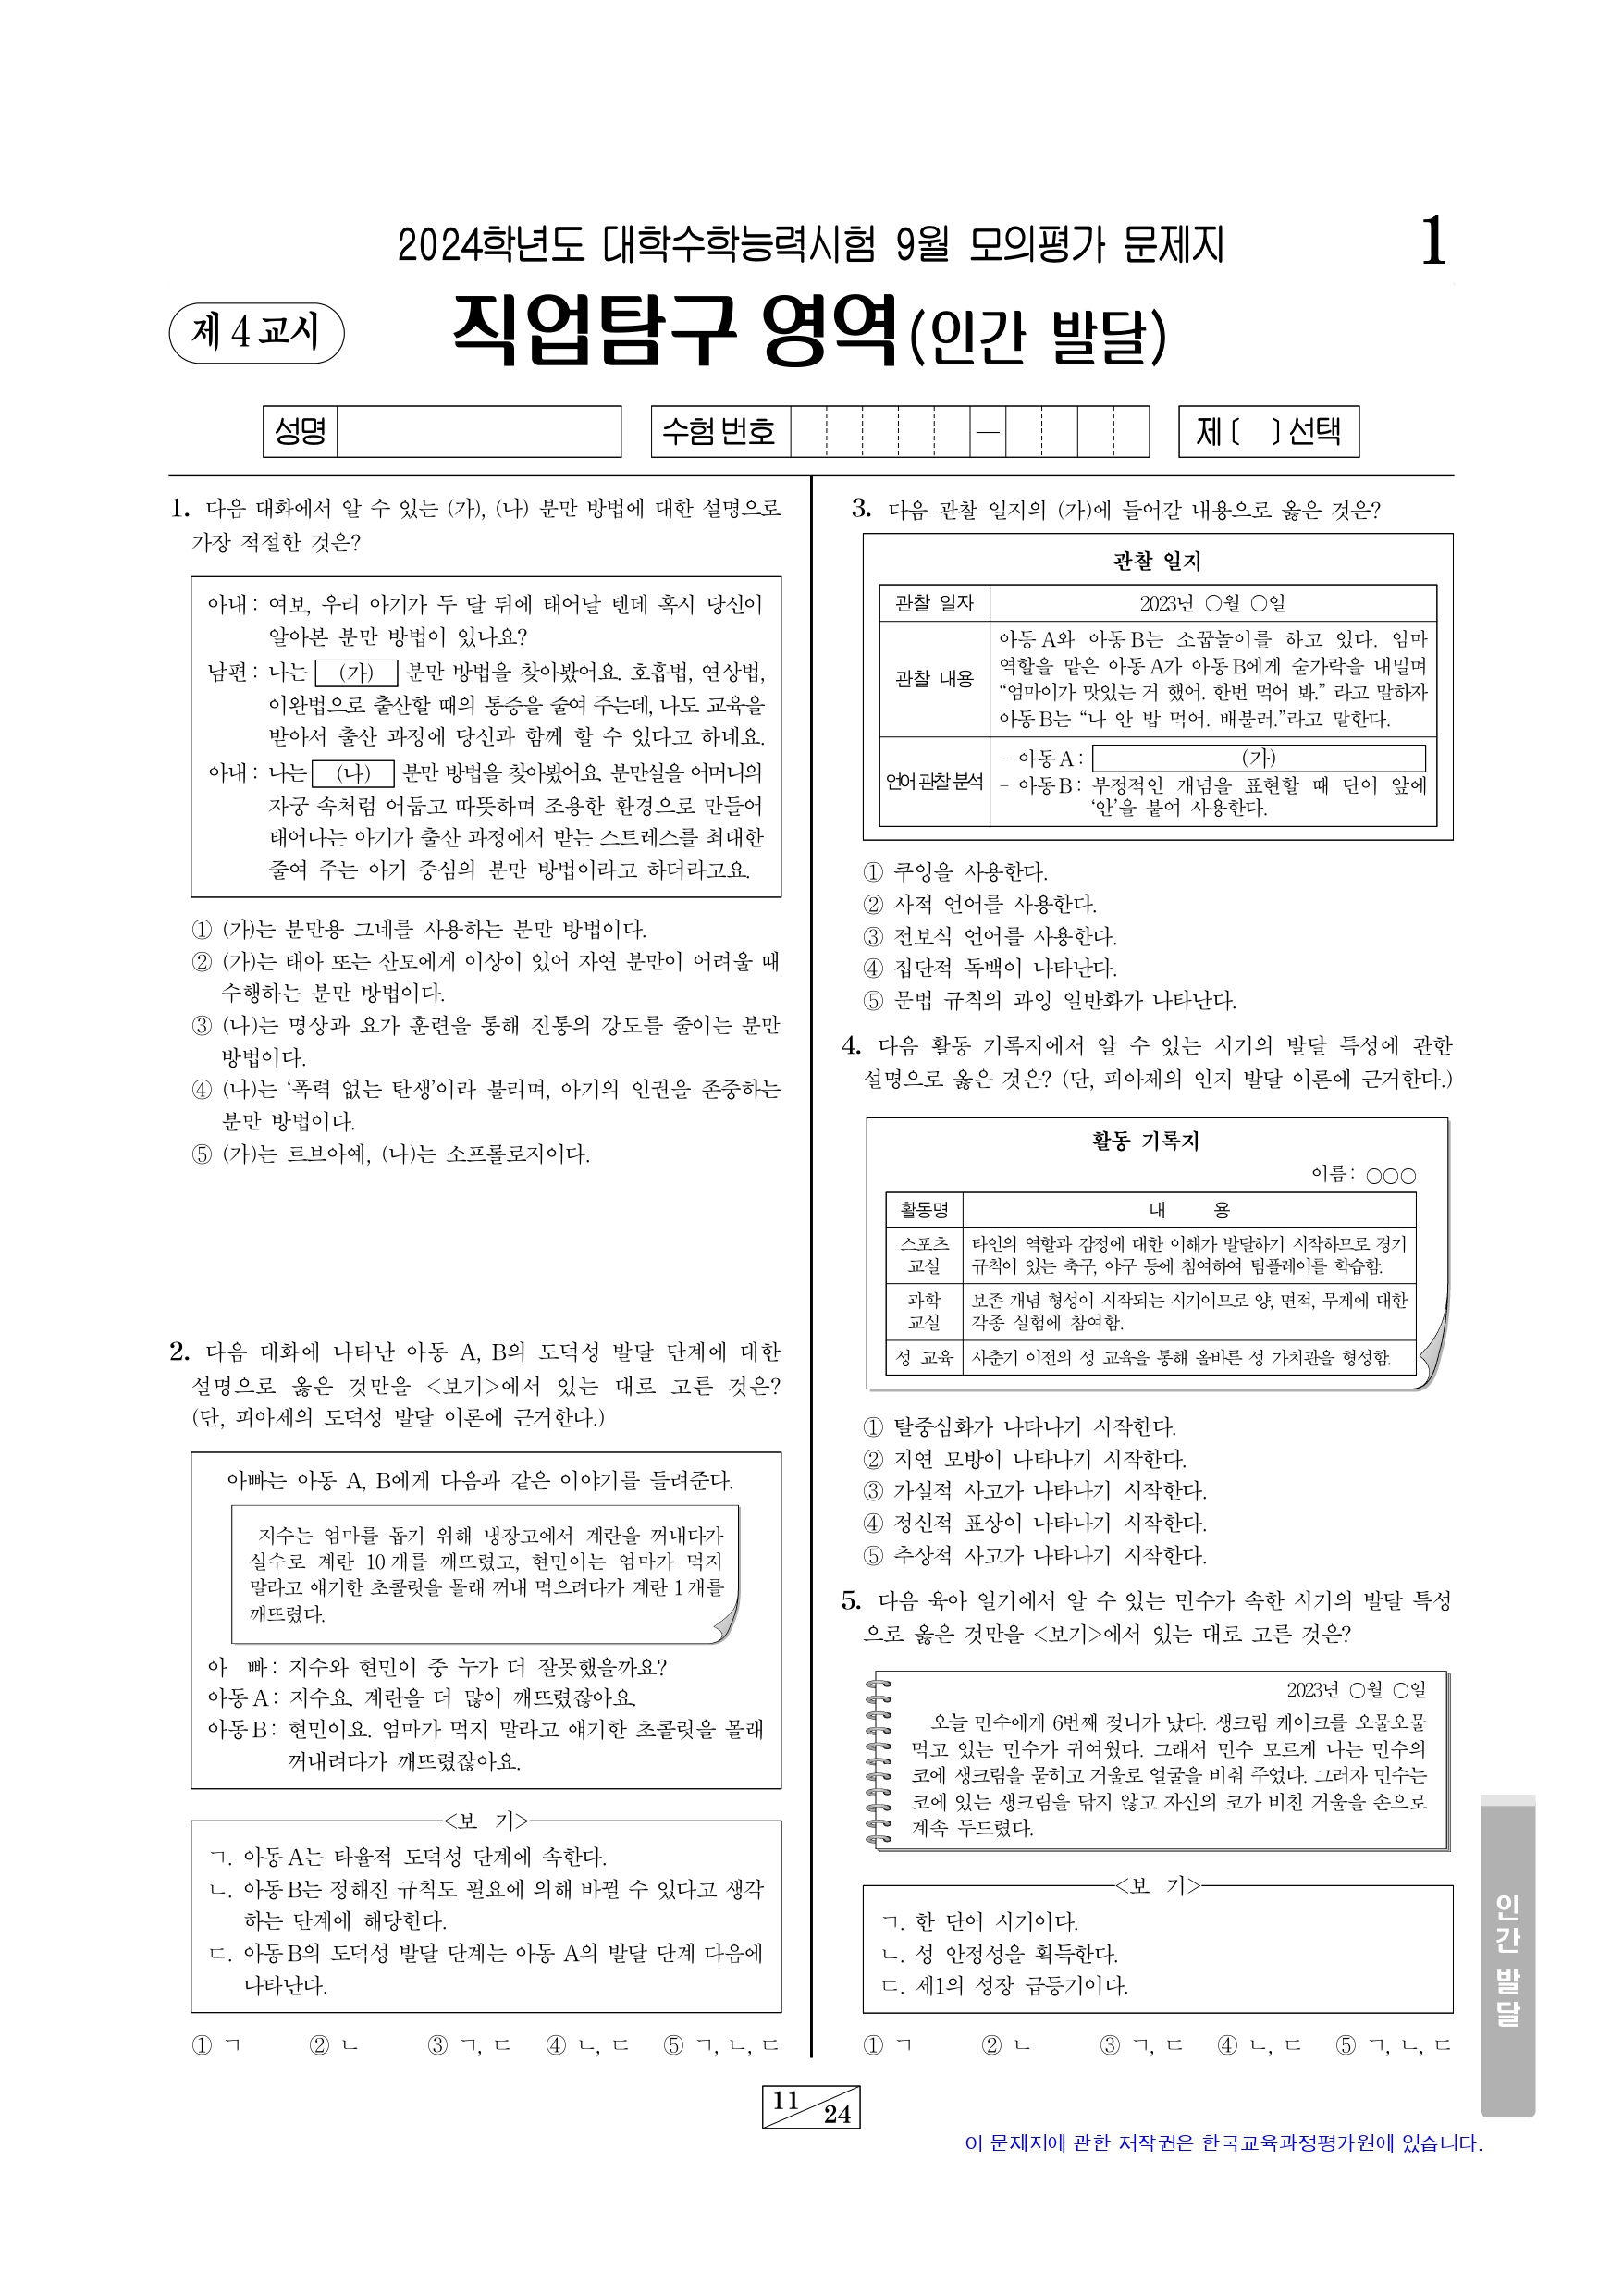 2024학년도 대학수학능력시험 9월 모의평가 문제지
1
제 4 교시
직업탐구 영역(인간 발달)
성명
수험 번호
—
제 〔 〕 선택
1. 다음 대화에서 알 수 있는 (가), (나) 분만 방법에 대한 설명으로
가장 적절한 것은?
아내 : 여보, 우리 아기가 두 달 뒤에 태어날 텐데 혹시 당신이
알아본 분만 방법이 있나요?
남편 : 나는 (가) 분만 방법을 찾아봤어요. 호흡법, 연상법,
이완법으로 출산할 때의 통증을 줄여 주는데, 나도 교육을
받아서 출산 과정에 당신과 함께 할 수 있다고 하네요.
아내 : 나는 (나) 분만 방법을 찾아봤어요. 분만실을 어머니의
자궁 속처럼 어둡고 따뜻하며 조용한 환경으로 만들어
태어나는 아기가 출산 과정에서 받는 스트레스를 최대한
줄여 주는 아기 중심의 분만 방법이라고 하더라고요.
① (가)는 분만용 그네를 사용하는 분만 방법이다.
② (가)는 태아 또는 산모에게 이상이 있어 자연 분만이 어려울 때
수행하는 분만 방법이다.
③ (나)는 명상과 요가 훈련을 통해 진통의 강도를 줄이는 분만
방법이다.
④ (나)는 ‘폭력 없는 탄생’이라 불리며, 아기의 인권을 존중하는
분만 방법이다.
⑤ (가)는 르브아예, (나)는 소프롤로지이다.
2. 다음 대화에 나타난 아동 A, B의 도덕성 발달 단계에 대한
설명으로 옳은 것만을 <보기>에서 있는 대로 고른 것은?
(단, 피아제의 도덕성 발달 이론에 근거한다.)
아빠는 아동 A, B에게 다음과 같은 이야기를 들려준다.
지수는 엄마를 돕기 위해 냉장고에서 계란을 꺼내다가
실수로 계란 10 개를 깨뜨렸고, 현민이는 엄마가 먹지
말라고 얘기한 초콜릿을 몰래 꺼내 먹으려다가 계란 1 개를
깨뜨렸다.
아 빠 : 지수와 현민이 중 누가 더 잘못했을까요?
아동 A : 지수요. 계란을 더 많이 깨뜨렸잖아요.
아동 B : 현민이요. 엄마가 먹지 말라고 얘기한 초콜릿을 몰래
꺼내려다가 깨뜨렸잖아요.
<보 기>
ㄱ. 아동 A는 타율적 도덕성 단계에 속한다.
ㄴ. 아동 B는 정해진 규칙도 필요에 의해 바뀔 수 있다고 생각
하는 단계에 해당한다.
ㄷ. 아동 B의 도덕성 발달 단계는 아동 A의 발달 단계 다음에
나타난다.
① ㄱ ② ㄴ ③ ㄱ, ㄷ ④ ㄴ, ㄷ ⑤ ㄱ, ㄴ, ㄷ
3. 다음 관찰 일지의 (가)에 들어갈 내용으로 옳은 것은?
관찰 일지
관찰 일자 2023년 ○월 ○일
관찰 내용 아동 A와 아동 B는 소꿉놀이를 하고 있다. 엄마
역할을 맡은 아동 A가 아동 B에게 숟가락을 내밀며
“엄마이가 맛있는 거 했어. 한번 먹어 봐.” 라고 말하자
아동 B는 “나 안 밥 먹어. 배불러.”라고 말한다.
언어 관찰 분석 - 아동 A : (가)
- 아동 B : 부정적인 개념을 표현할 때 단어 앞에
‘안’을 붙여 사용한다.
① 쿠잉을 사용한다.
② 사적 언어를 사용한다.
③ 전보식 언어를 사용한다.
④ 집단적 독백이 나타난다.
⑤ 문법 규칙의 과잉 일반화가 나타난다.
4. 다음 활동 기록지에서 알 수 있는 시기의 발달 특성에 관한
설명으로 옳은 것은? (단, 피아제의 인지 발달 이론에 근거한다.)
활동 기록지
이름 : ○○○
활동명 내 용
스포츠 교실 타인의 역할과 감정에 대한 이해가 발달하기 시작하므로 경기
규칙이 있는 축구, 야구 등에 참여하여 팀플레이를 학습함.
과학 교실 보존 개념 형성이 시작되는 시기이므로 양, 면적, 무게에 대한
각종 실험에 참여함.
성 교육 사춘기 이전의 성 교육을 통해 올바른 성 가치관을 형성함.
① 탈중심화가 나타나기 시작한다.
② 지연 모방이 나타나기 시작한다.
③ 가설적 사고가 나타나기 시작한다.
④ 정신적 표상이 나타나기 시작한다.
⑤ 추상적 사고가 나타나기 시작한다.
5. 다음 육아 일기에서 알 수 있는 민수가 속한 시기의 발달 특성
으로 옳은 것만을 <보기>에서 있는 대로 고른 것은?
2023년 ○월 ○일
오늘 민수에게 6번째 젖니가 났다. 생크림 케이크를 오물오물
먹고 있는 민수가 귀여웠다. 그래서 민수 모르게 나는 민수의
코에 생크림을 묻히고 거울로 얼굴을 비춰 주었다. 그러자 민수는
코에 있는 생크림을 닦지 않고 자신의 코가 비친 거울을 손으로
계속 두드렸다.
<보 기>
ㄱ. 한 단어 시기이다.
ㄴ. 성 안정성을 획득한다.
ㄷ. 제1의 성장 급등기이다.
① ㄱ ② ㄴ ③ ㄱ, ㄷ ④ ㄴ, ㄷ ⑤ ㄱ, ㄴ, ㄷ
인간 발달
11 24
이 문제지에 관한 저작권은 한국교육과정평가원에 있습니다.